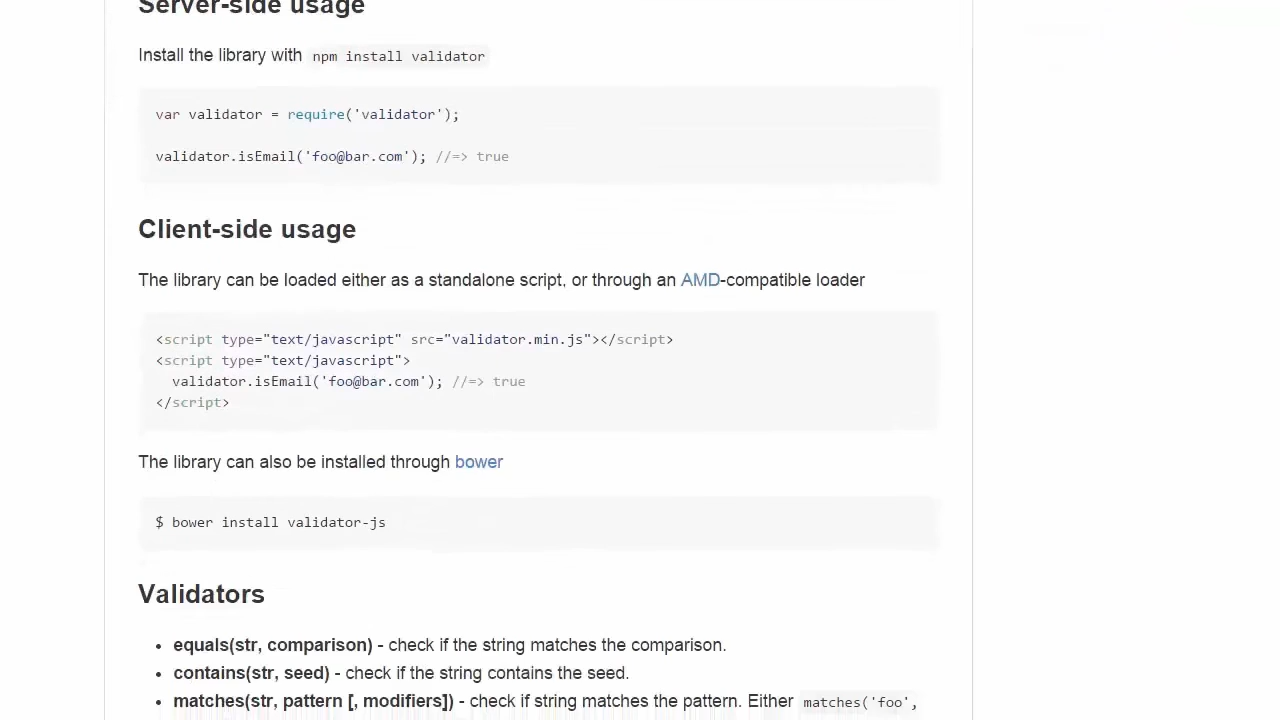 Server-side usage
Install the library with npm install validator
var validator = require('validator');
validator.isEmail('foo@bar.com'); //=> true
Client-side usage
The library can be loaded either as a standalone script, or through an AMD-compatible loader
<script type="text/javascript" src="validator.min.js"></script>
<script type="text/javascript">
  validator.isEmail('foo@bar.com'); //=> true
</script>
The library can also be installed through bower
$ bower install validator-js
Validators
• equals(str, comparison) - check if the string matches the comparison.
• contains(str, seed) - check if the string contains the seed.
• matches(str, pattern [, modifiers]) - check if string matches the pattern. Either matches('foo',